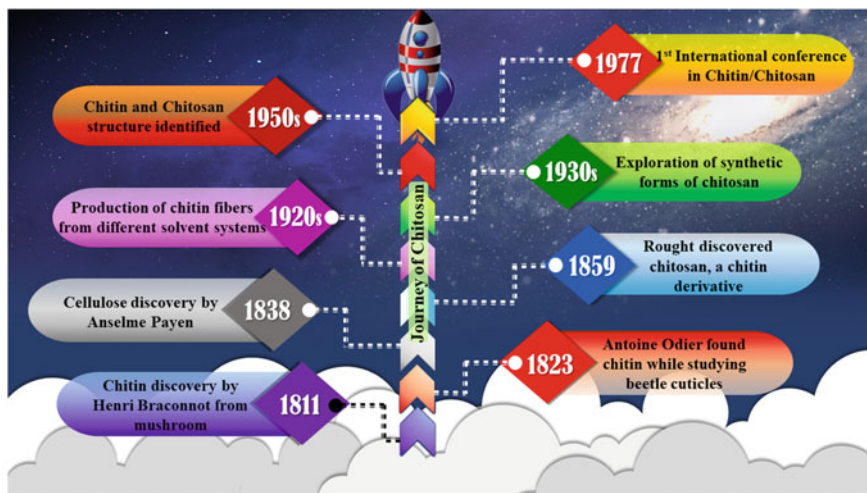 1977
1st International conference
in Chitin/Chitosan
Chitin and Chitosan
structure identified
1950s
1930s
Exploration of synthetic
forms of chitosan
Production of chitin fibers
from different solvent systems
1920s
1859
Rought discovered
chitosan, a chitin
derivative
Cellulose discovery by
Anselme Payen
1838
1823
Antoine Odier found
chitin while studying
beetle cuticles
Chitin discovery by
Henri Braconnot from
mushroom
1811
Journey of Chitosan